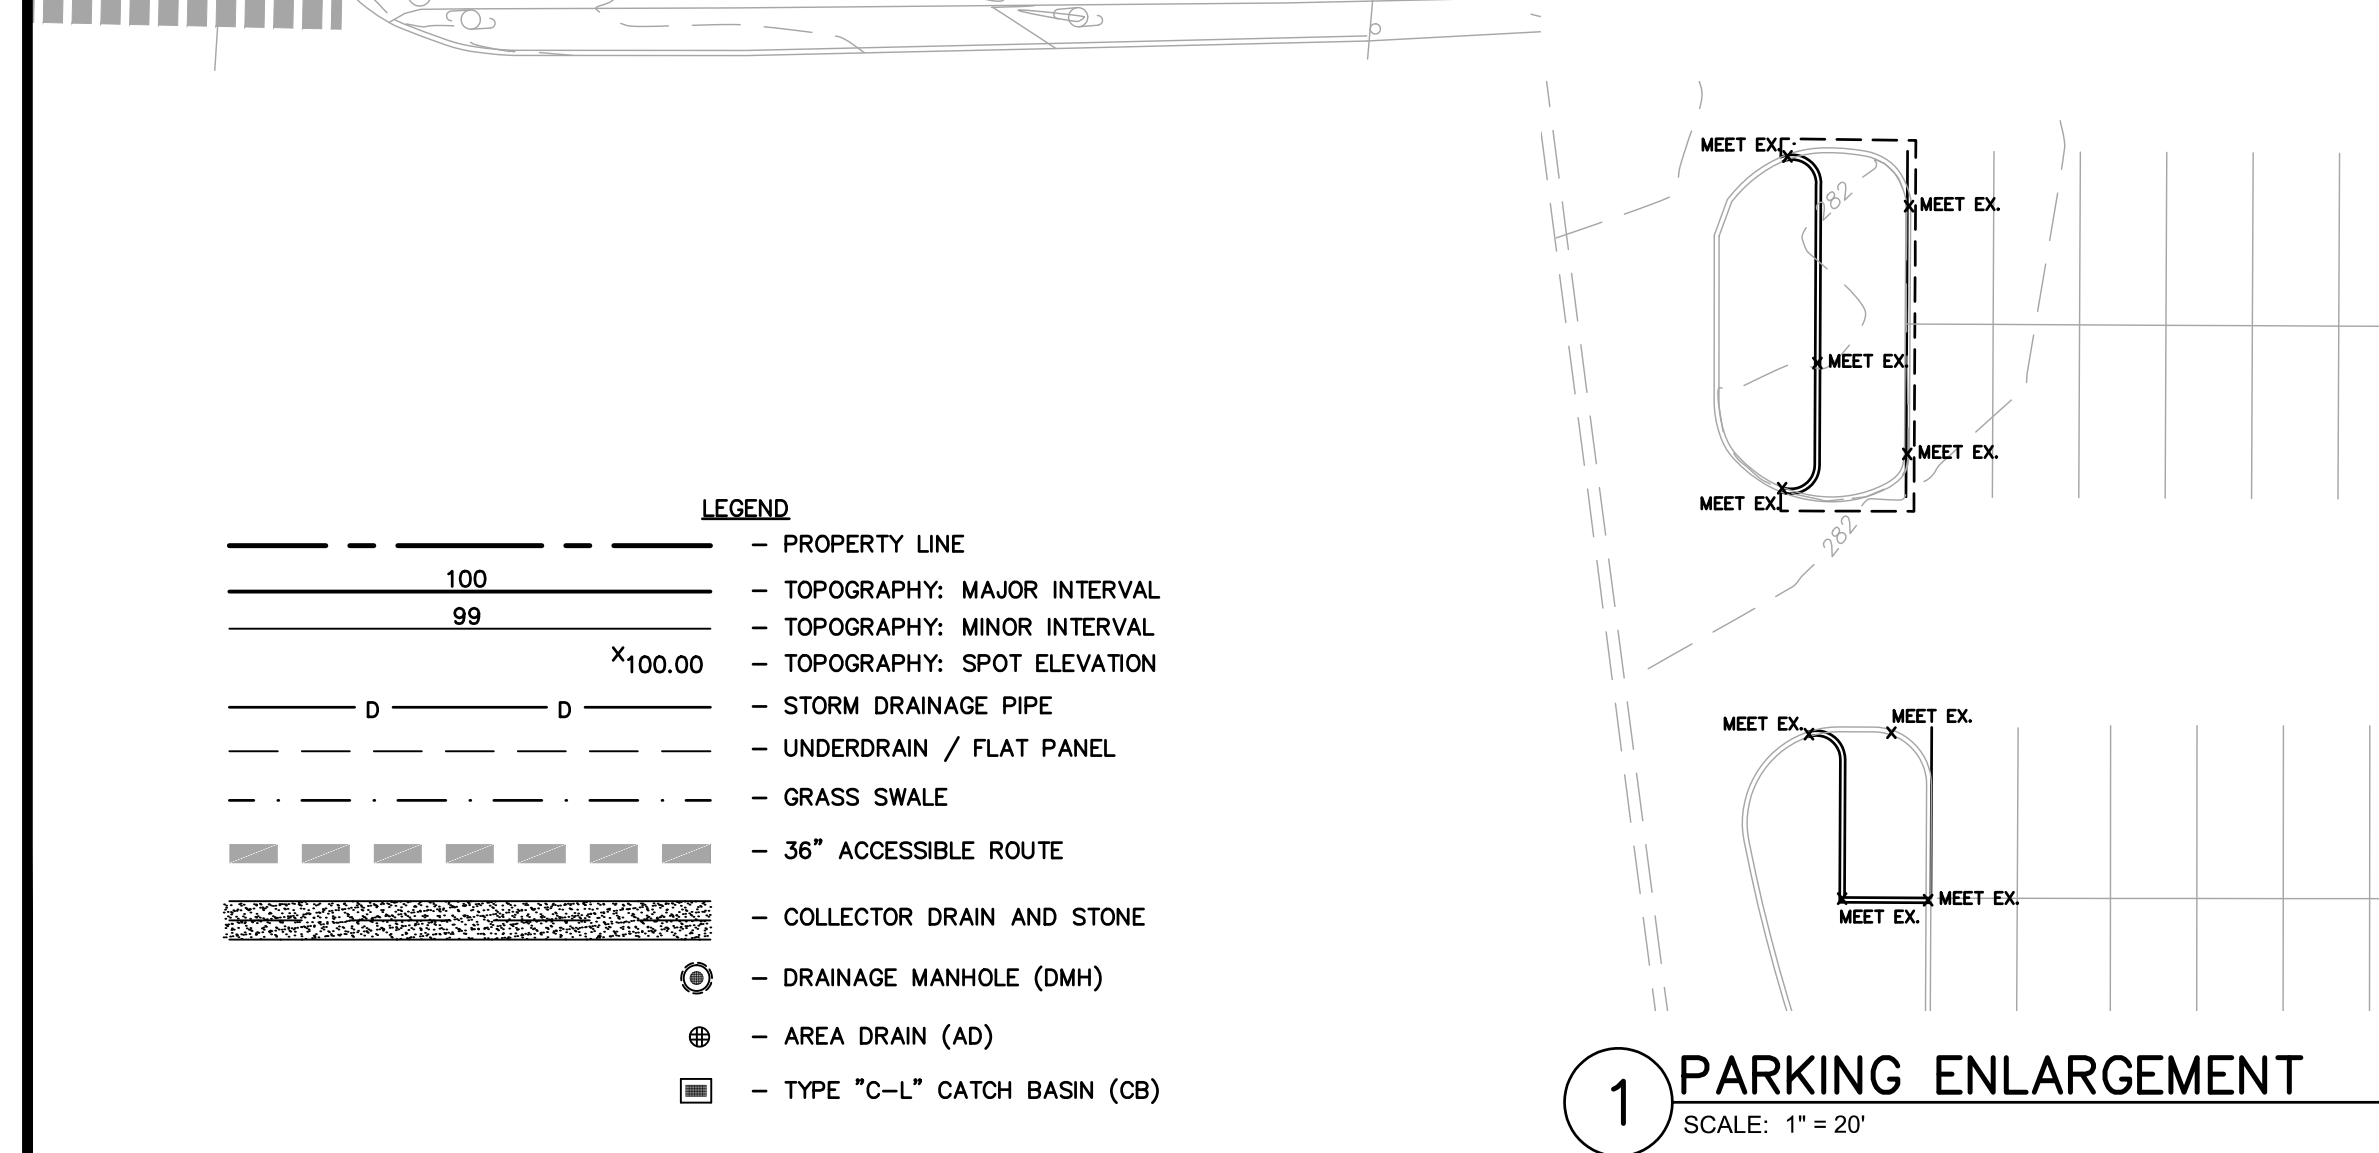 LEGEND
– PROPERTY LINE
100
– TOPOGRAPHY: MAJOR INTERVAL
99
– TOPOGRAPHY: MINOR INTERVAL
X 100.00 – TOPOGRAPHY: SPOT ELEVATION
D D – STORM DRAINAGE PIPE
– UNDERDRAIN / FLAT PANEL
– GRASS SWALE
– 36" ACCESSIBLE ROUTE
– COLLECTOR DRAIN AND STONE
– DRAINAGE MANHOLE (DMH)
– AREA DRAIN (AD)
– TYPE "C-L" CATCH BASIN (CB)
MEET EX.
282
MEET EX.
MEET EX.
MEET EX.
MEET EX.
282
MEET EX.
MEET EX.
MEET EX.
MEET EX.
1 PARKING ENLARGEMENT
SCALE: 1" = 20'